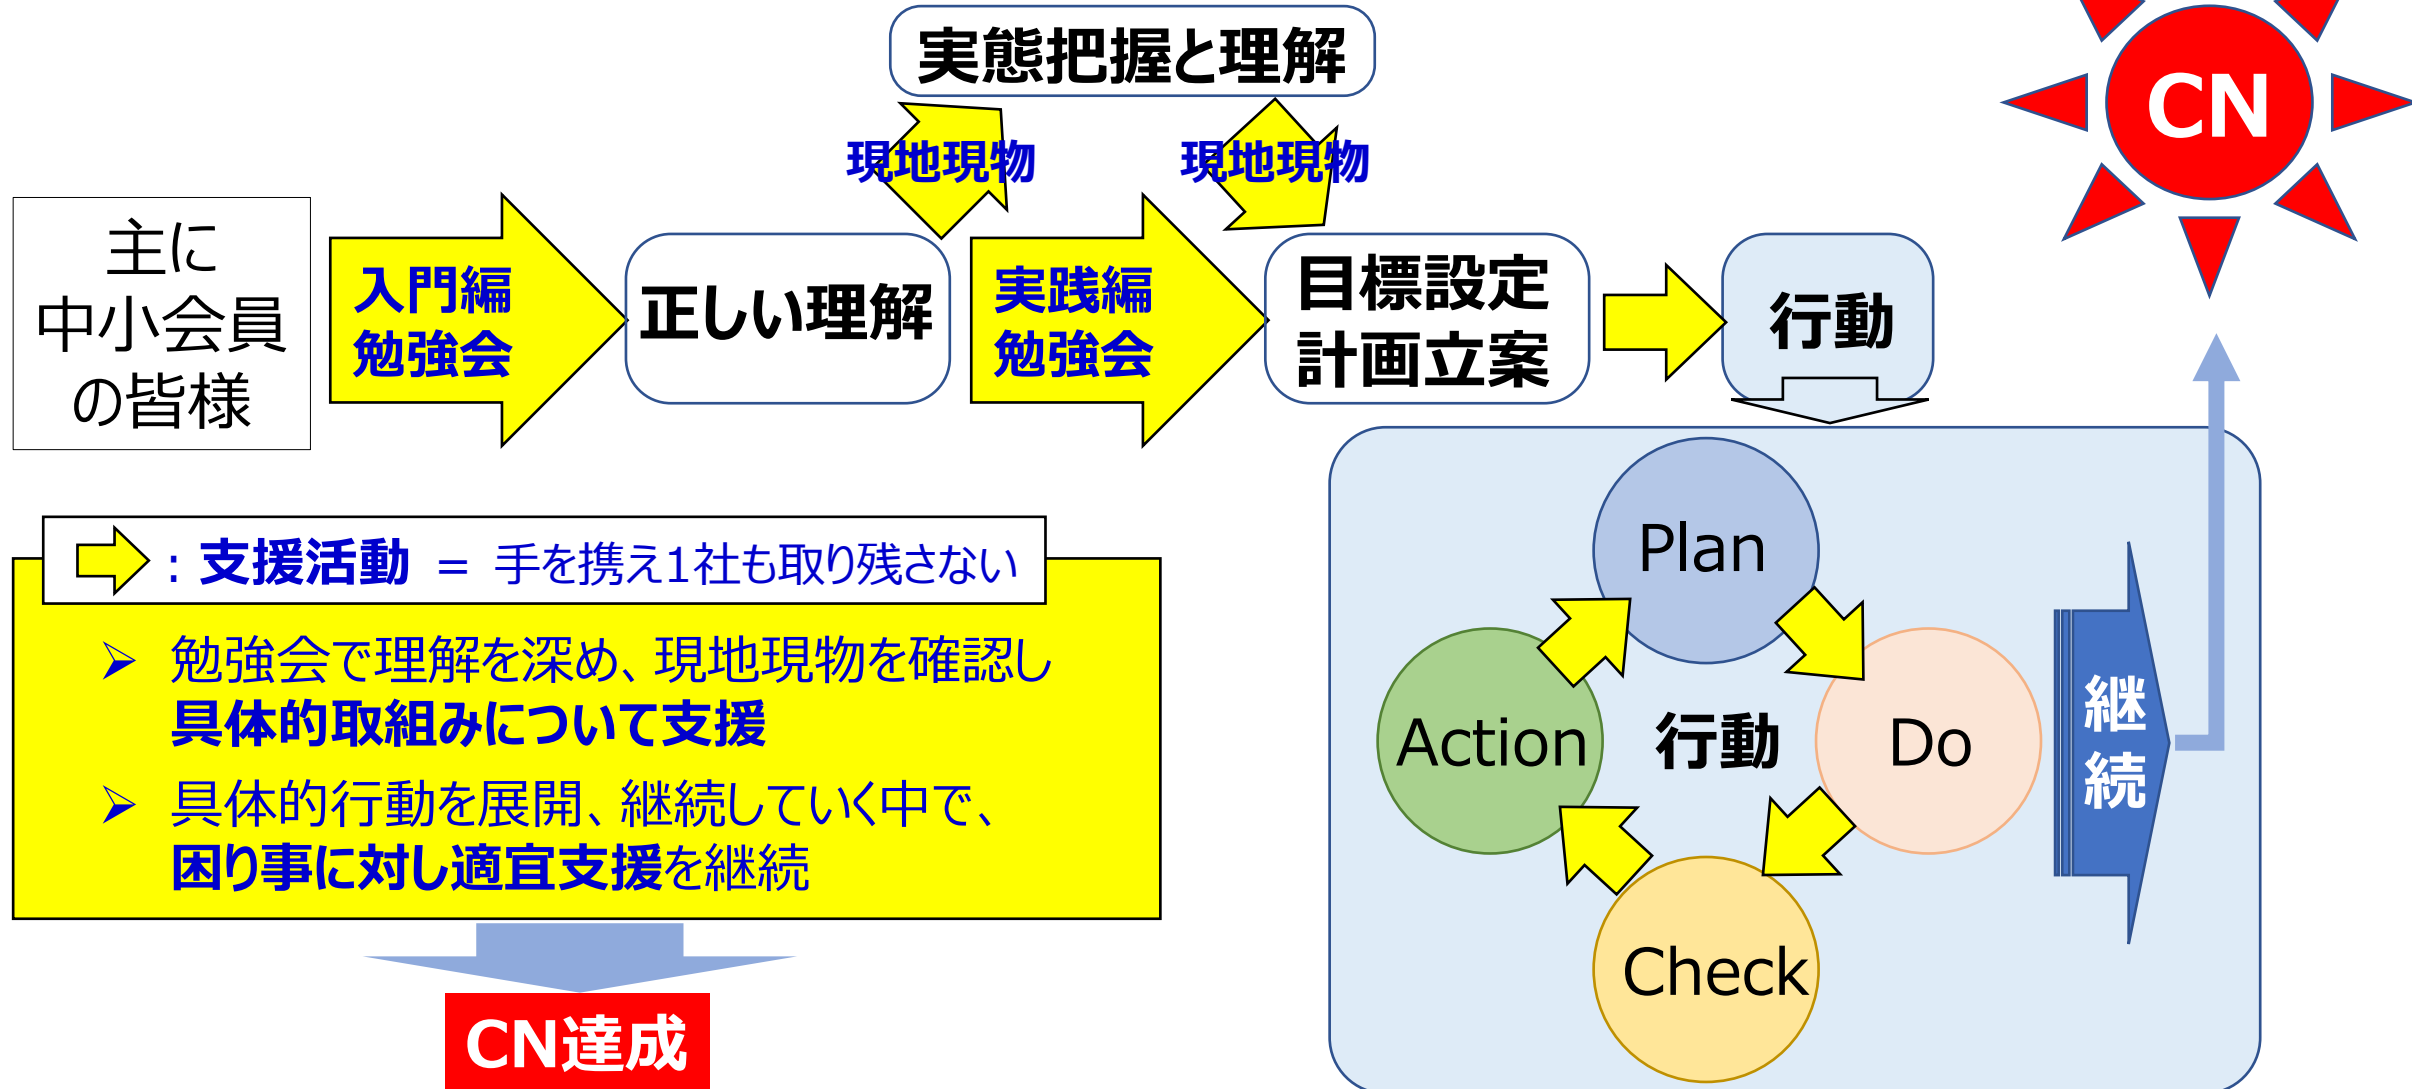 実態把握と理解
CN
現地現物
現地現物
主に
中小会員
の皆様
入門編
勉強会
正しい理解
実践編
勉強会
目標設定
計画立案
行動
: 支援活動 = 手を携え1社も取り残さない
➢ 勉強会で理解を深め、現地現物を確認し
具体的取組みについて支援
➢ 具体的行動を展開、継続していく中で、
困り事に対し適宜支援を継続
CN達成
Plan
Action
行動
Do
Check
継
続